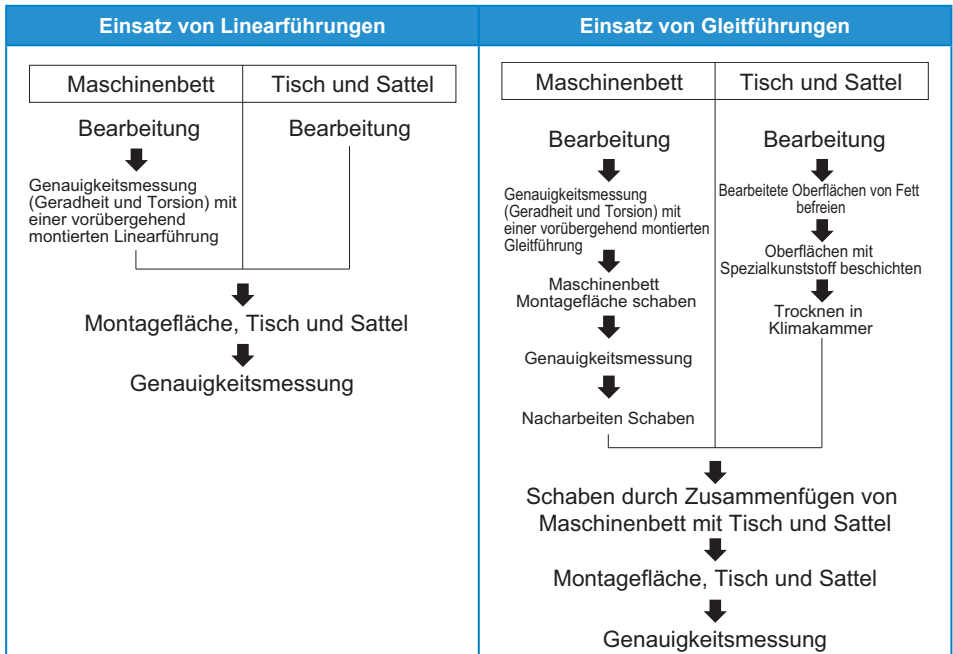 Einsatz von Linearführungen
Maschinenbett
Tisch und Sattel
Bearbeitung
Genauigkeitsmessung
(Geradheit und Torsion) mit
einer vorübergehend
montierten Linearführung
Bearbeitung
Montagefläche, Tisch und Sattel
Genauigkeitsmessung
Einsatz von Gleitführungen
Maschinenbett
Tisch und Sattel
Bearbeitung
Genauigkeitsmessung
(Geradheit und Torsion) mit einer
vorübergehend montierten
Gleitführung
Maschinenbett
Montagefläche schaben
Genauigkeitsmessung
Nacharbeiten Schaben
Bearbeitung
Bearbeitete Oberflächen von Fett
befreien
Oberflächen mit
Spezialkunststoff beschichten
Trocknen in
Klimakammer
Schaben durch Zusammenfügen von
Maschinenbett mit Tisch und Sattel
Montagefläche, Tisch und Sattel
Genauigkeitsmessung